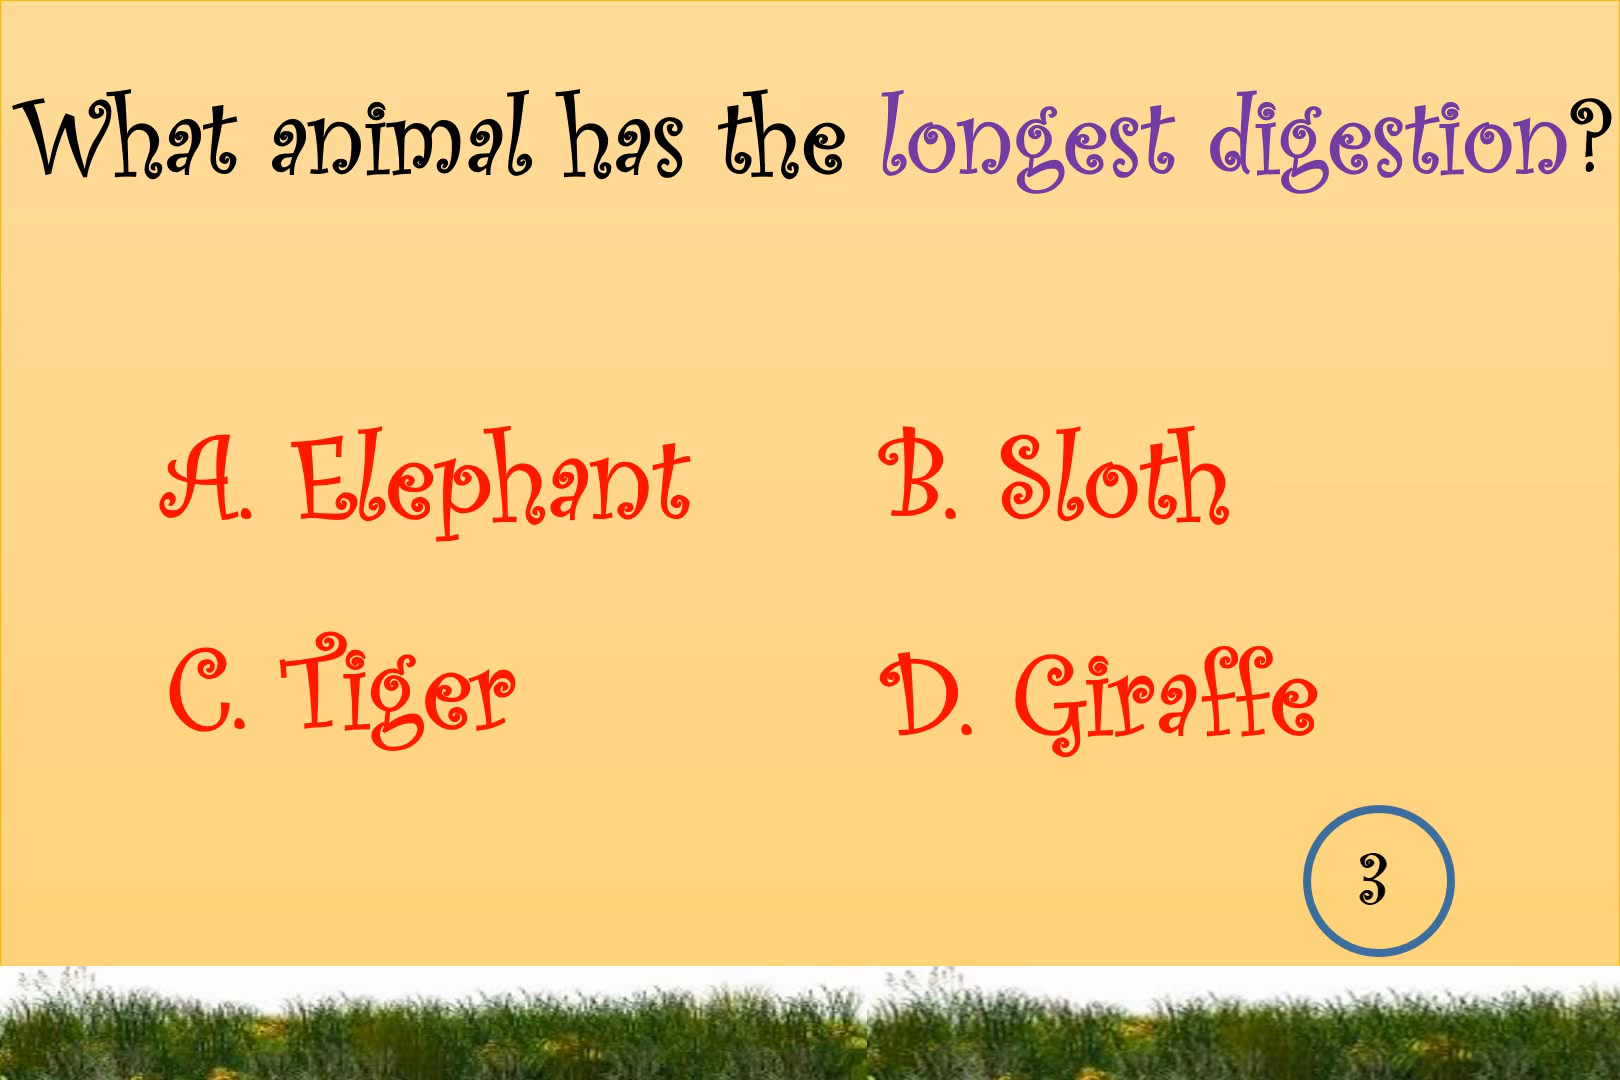 What animal has the longest digestion?
A. Elephant
B. Sloth
C. Tiger
D. Giraffe
3